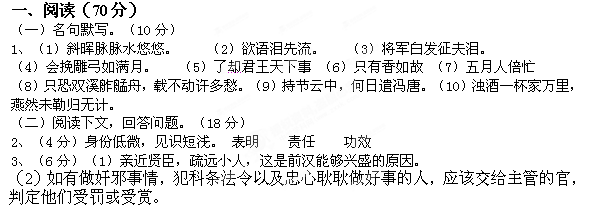 一、阅读（70分）
（一）名句默写。（10分）
1、（1）斜晖脉脉水悠悠。（2）欲语泪先流。（3）将军白发征夫泪。
（4）会挽雕弓如满月。（5）了却君王天下事（6）只有香如故（7）五月人倍忙
（8）只恐双溪舴艋舟，载不动许多愁。（9）持节云中，何日遣冯唐。（10）浊酒一杯家万里，
燕然未勒归无计。
（二）阅读下文，回答问题。（18分）
2、（4分）身份低微，见识短浅。 表明 责任 功效
3、（6分）（1）亲近贤臣，疏远小人，这是前汉能够兴盛的原因。
（2）如有做奸邪事情，犯科条法令以及忠心耿耿做好事的人，应该交给主管的官，
判定他们受罚或受赏。